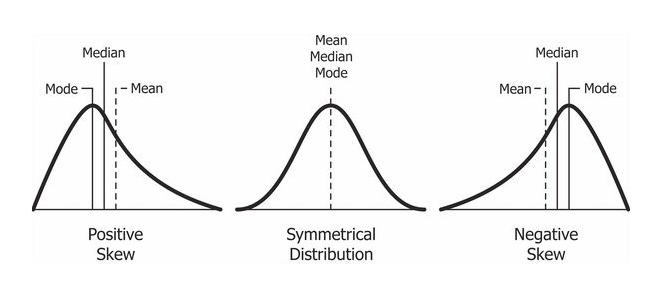 Median
Mode
Mean
Positive
Skew
Mean
Median
Mode
Symmetrical
Distribution
Median
Mean
Mode
Negative
Skew